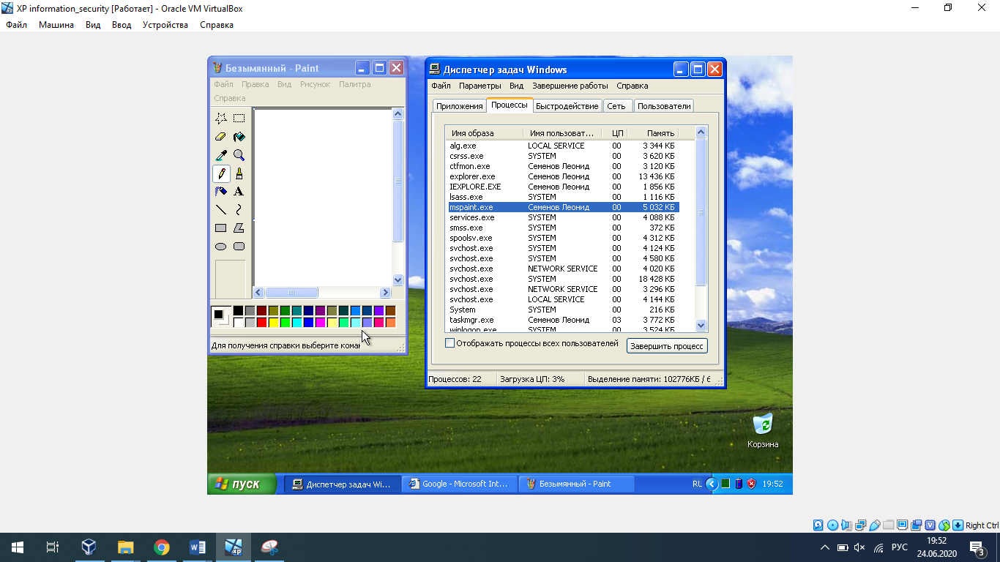 XP information_security [Работает] - Oracle VM VirtualBox
Файл Машина Вид Ввод Устройства Справка
Безымянный - Paint
Файл Правка Вид Рисунок Палитра
Справка
A
Для получения справки выберите коман
Диспетчер задач Windows
Файл Параметры Вид Завершение работы Справка
Приложения Процессы Быстродействие Сеть Пользователи
Имя образа Имя пользоват... ЦП Память
alg.exe LOCAL SERVICE 00 3 344 КБ
csrss.exe SYSTEM 00 3 620 КБ
ctfmon.exe Семенов Леонид 00 3 120 КБ
explorer.exe Семенов Леонид 00 13 436 КБ
IEXPLORE.EXE Семенов Леонид 00 1 856 КБ
lsass.exe SYSTEM 00 1 116 КБ
mspaint.exe Семенов Леонид 00 5 032 КБ
services.exe SYSTEM 00 4 088 КБ
smss.exe SYSTEM 00 372 КБ
spoolsv.exe SYSTEM 00 4 312 КБ
svchost.exe SYSTEM 00 4 124 КБ
svchost.exe SYSTEM 00 4 580 КБ
svchost.exe NETWORK SERVICE 00 4 020 КБ
svchost.exe SYSTEM 00 18 428 КБ
svchost.exe NETWORK SERVICE 00 3 296 КБ
svchost.exe LOCAL SERVICE 00 4 144 КБ
System SYSTEM 00 216 КБ
taskmgr.exe Семенов Леонид 03 3 772 КБ
winlogon.exe SYSTEM 00 3 524 КБ
Отображать процессы всех пользователей Завершить процесс
Процессов: 22 Загрузка ЦП: 3% Выделение памяти: 102776КБ / 6
Корзина
пуск Диспетчер задач Wi... Google - Microsoft Int... Безымянный - Paint RL 19:52
Right Ctrl
xp РУС 19:52
24.06.2020
3